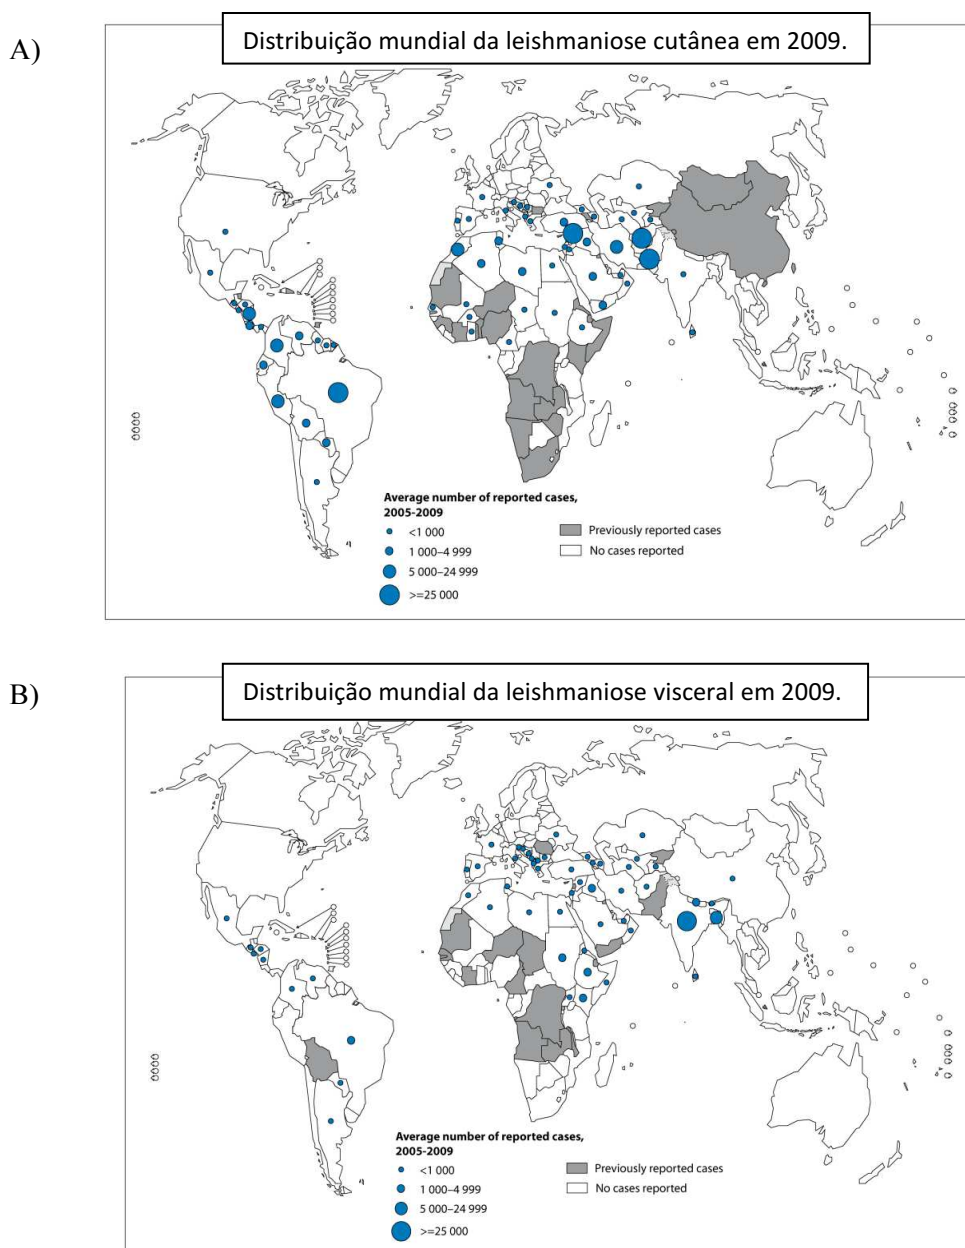 A)
Distribuição mundial da leishmaniose cutânea em 2009.
Average number of reported cases,
2005-2009
<1 000
1 000–4 999
5 000–24 999
>=25 000
Previously reported cases
No cases reported
B)
Distribuição mundial da leishmaniose visceral em 2009.
Average number of reported cases,
2005-2009
<1 000
1 000–4 999
5 000–24 999
>=25 000
Previously reported cases
No cases reported